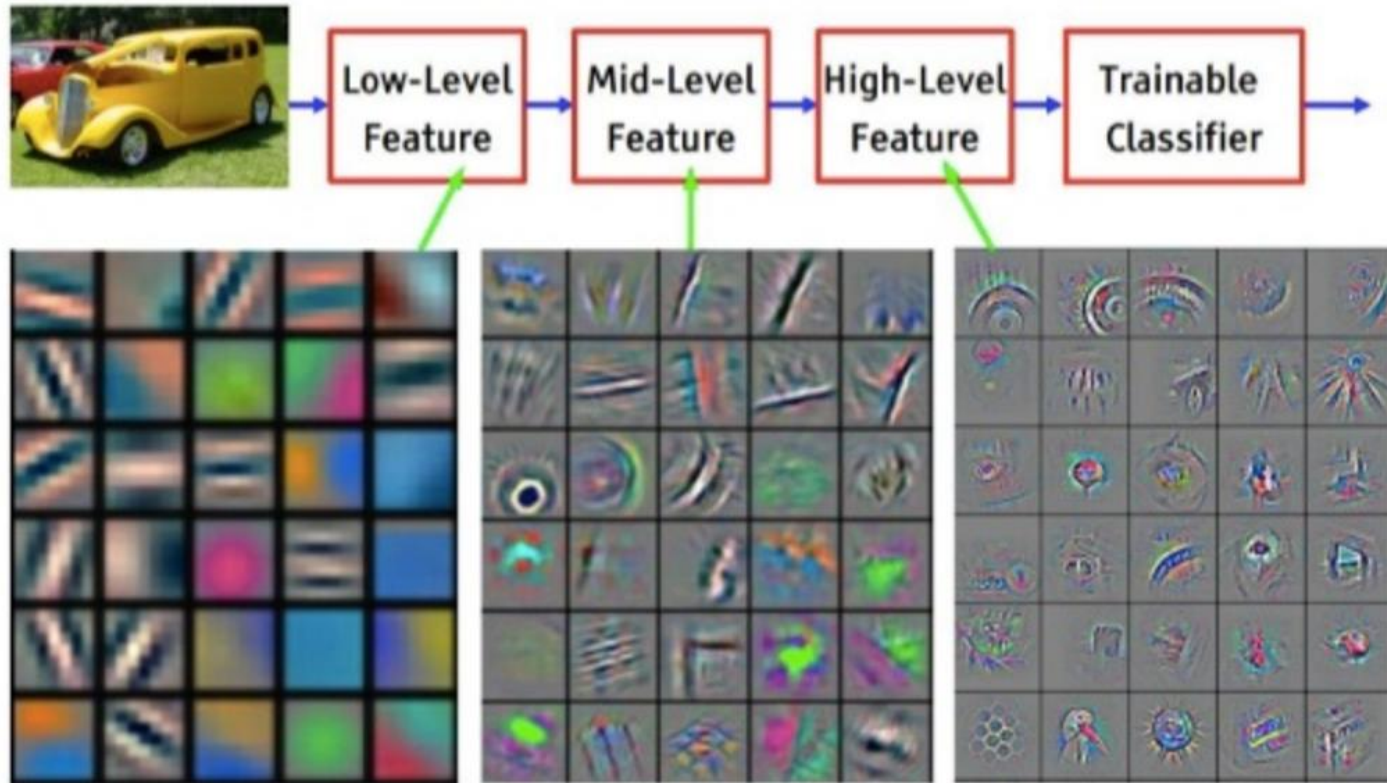 Low-Level
Feature
Mid-Level
Feature
High-Level
Feature
Trainable
Classifier